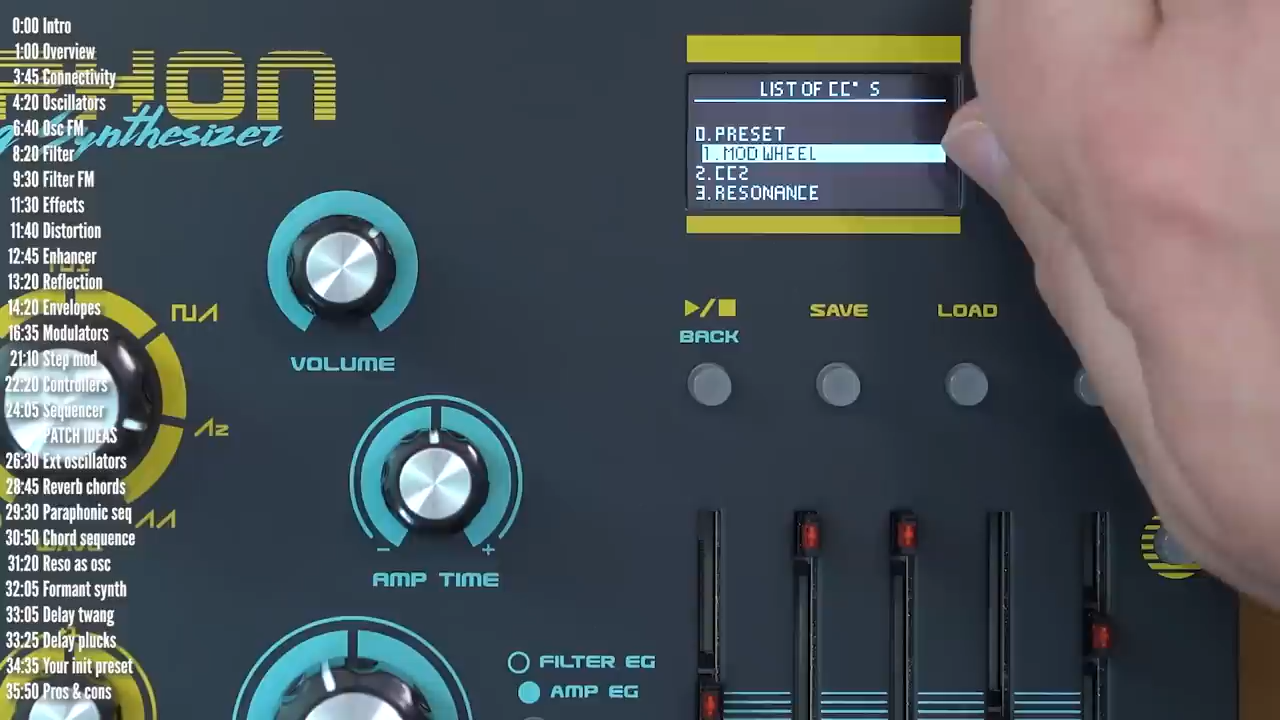 0:00 Intro
1:00 Overview
3:45 Connectivity
4:20 Oscillators
6:40 Osc FM
8:20 Filter
9:30 Filter FM
11:30 Effects
11:40 Distortion
12:45 Enhancer
13:20 Reflection
14:20 Envelopes
16:35 Modulators
21:10 Step mod
22:20 Controllers
24:05 Sequencer
PATCH IDEAS
26:30 Ext oscillators
28:45 Reverb chords
29:30 Paraphonic seq
30:50 Chord sequence
31:20 Reso as osc
32:05 Formant synth
33:05 Delay twang
33:25 Delay plucks
34:35 Your init preset
35:50 Pros & cons
PHON
g Synthesizer
LIST OF CC'S
0.PRESET
1.MOD WHEEL
2.CC2
3.RESONANCE
BACK
SAVE
LOAD
VOLUME
AMP TIME
- +
FILTER EG
AMP EG